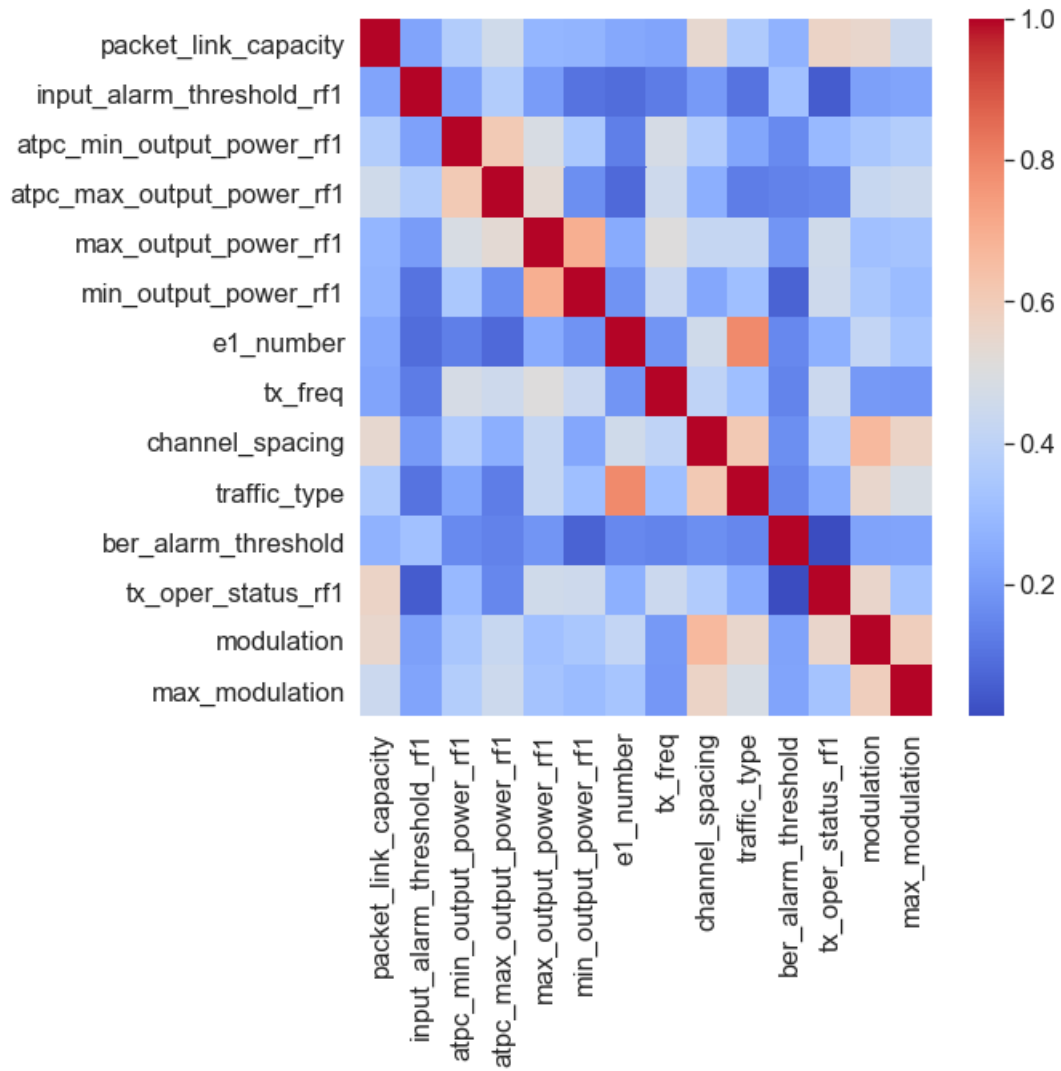 packet_link_capacity
input_alarm_threshold_rf1
atpc_min_output_power_rf1
atpc_max_output_power_rf1
max_output_power_rf1
min_output_power_rf1
e1_number
tx_freq
channel_spacing
traffic_type
ber_alarm_threshold
tx_oper_status_rf1
modulation
max_modulation
packet_link_capacity
input_alarm_threshold_rf1
atpc_min_output_power_rf1
atpc_max_output_power_rf1
max_output_power_rf1
min_output_power_rf1
e1_number
tx_freq
channel_spacing
traffic_type
ber_alarm_threshold
tx_oper_status_rf1
modulation
max_modulation
1.0
0.8
0.6
0.4
0.2